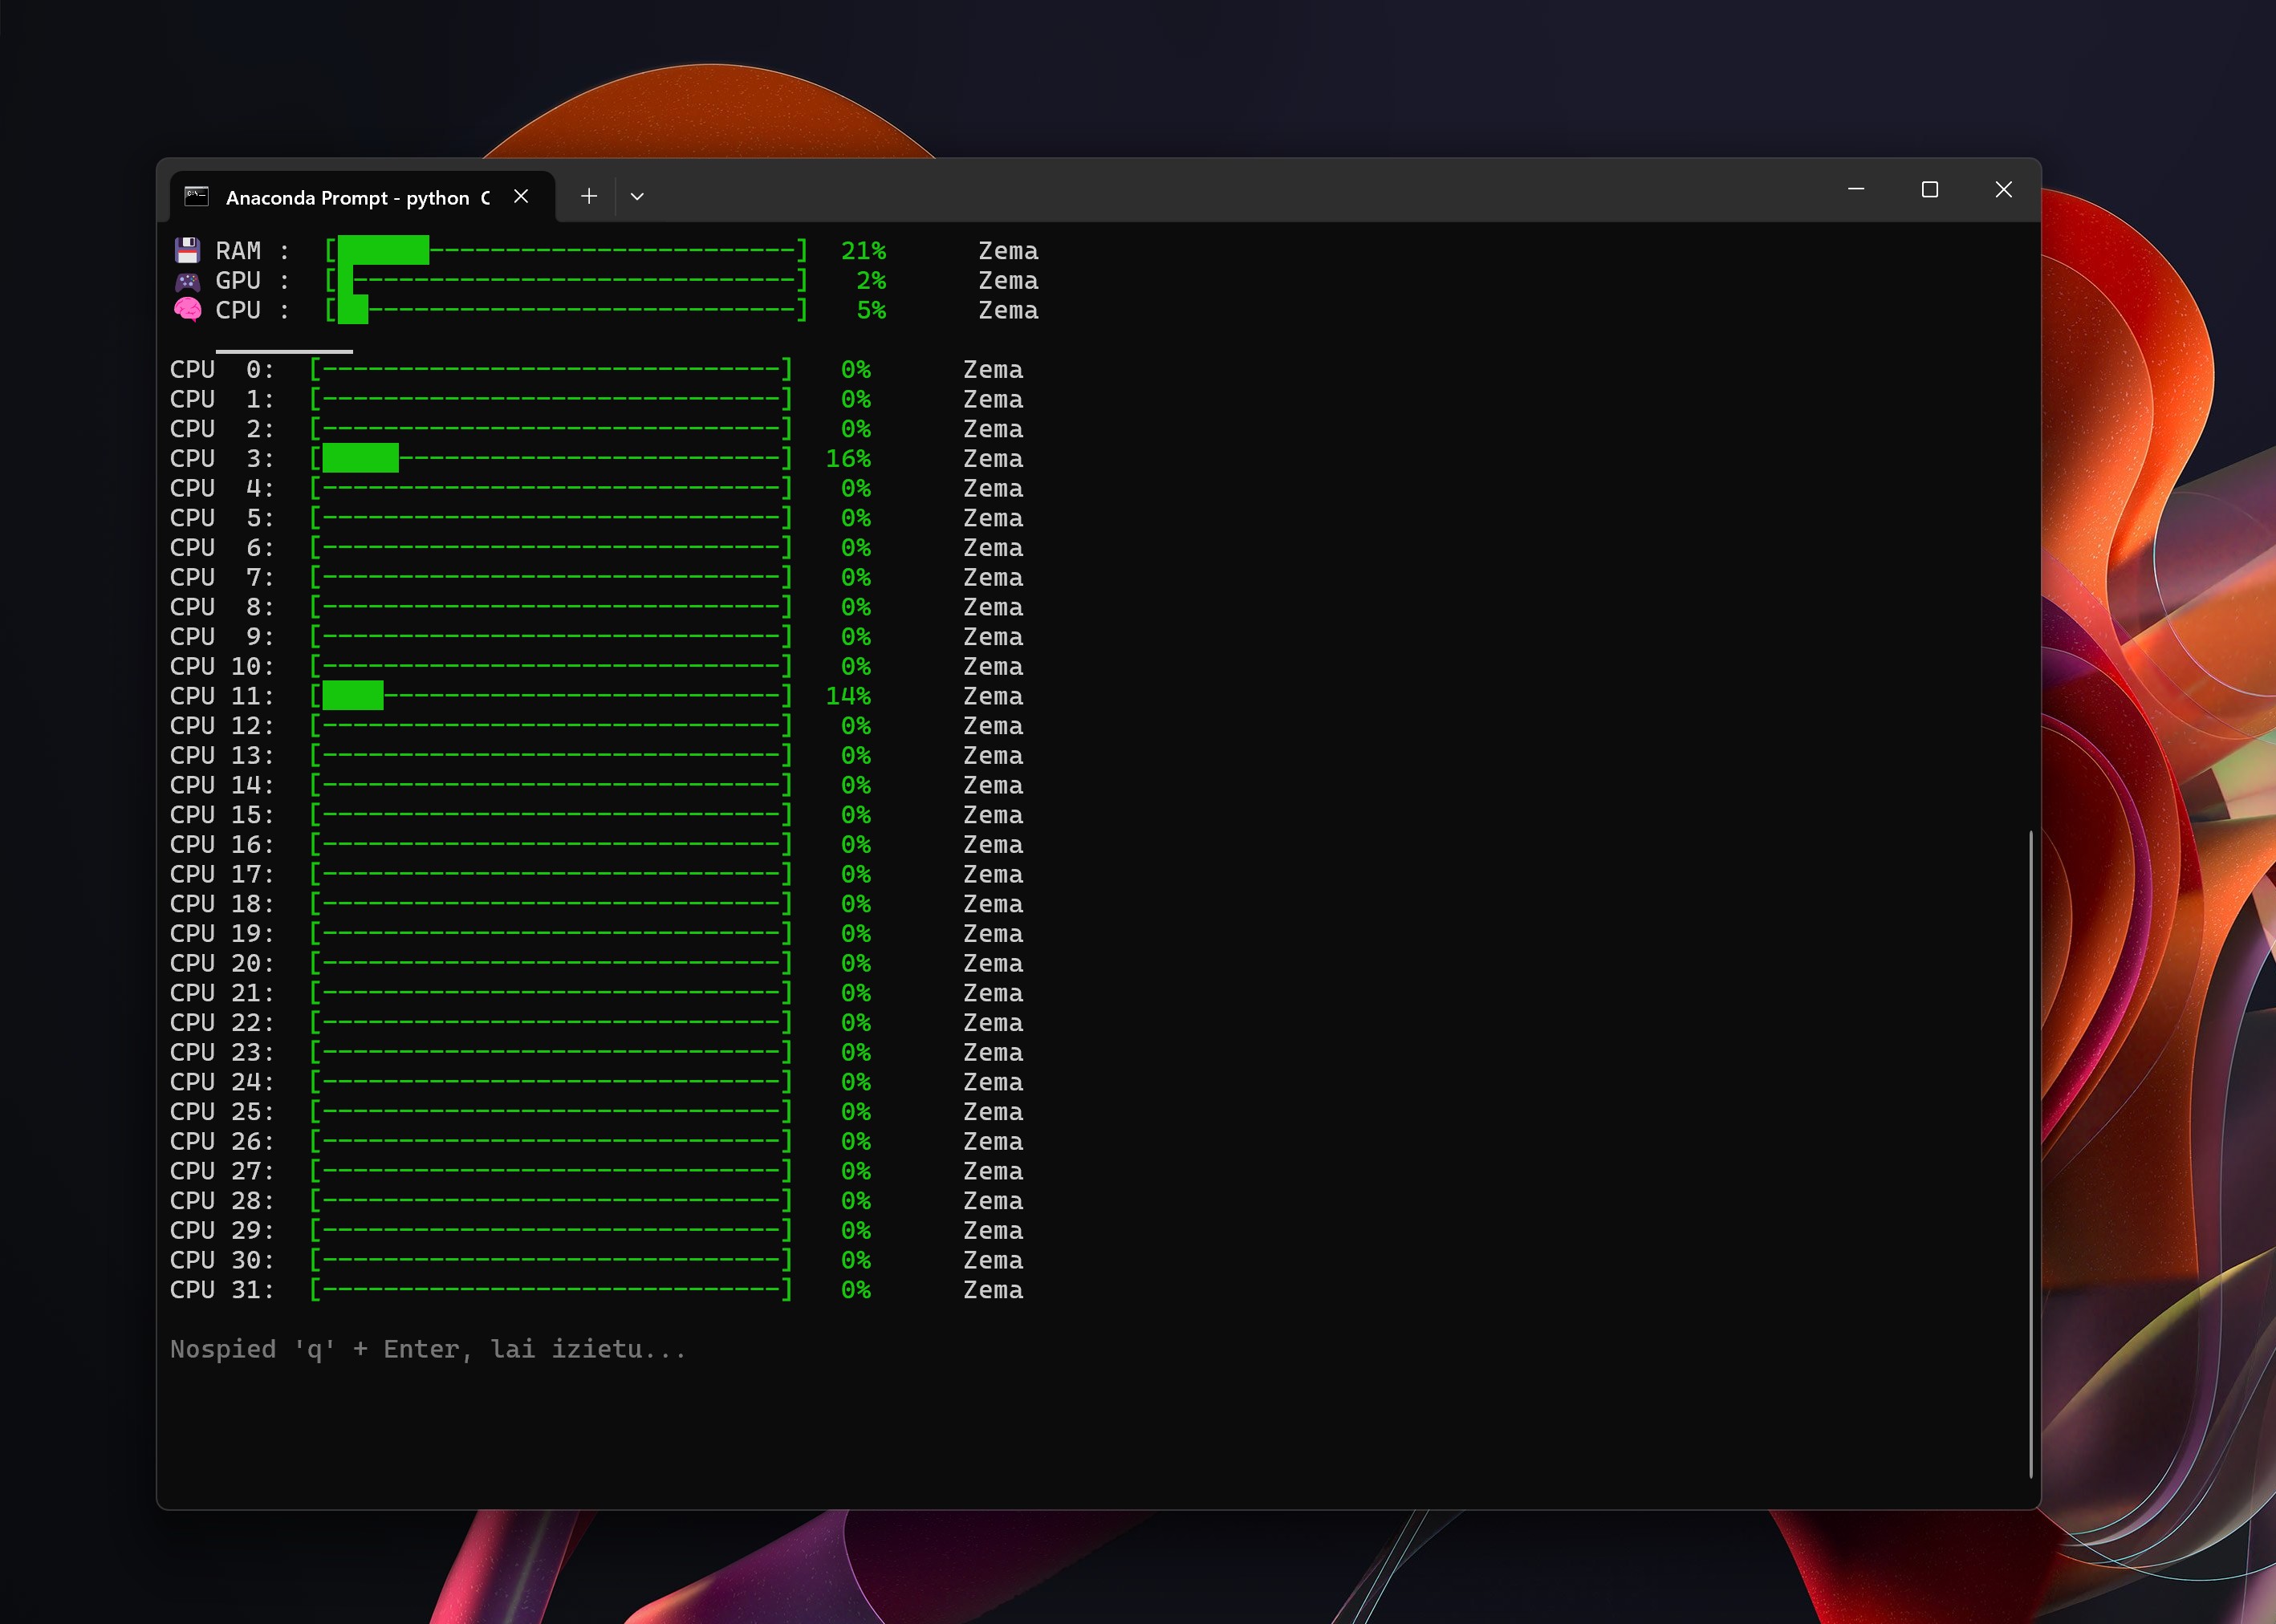 Anaconda Prompt - python C
RAM : [------------------------] 21% Zema
GPU : [-----------------------------] 2% Zema
CPU : [----------------------------] 5% Zema
CPU 0: [------------------------------] 0% Zema
CPU 1: [------------------------------] 0% Zema
CPU 2: [------------------------------] 0% Zema
CPU 3: [-------------------------] 16% Zema
CPU 4: [------------------------------] 0% Zema
CPU 5: [------------------------------] 0% Zema
CPU 6: [------------------------------] 0% Zema
CPU 7: [------------------------------] 0% Zema
CPU 8: [------------------------------] 0% Zema
CPU 9: [------------------------------] 0% Zema
CPU 10: [------------------------------] 0% Zema
CPU 11: [--------------------------] 14% Zema
CPU 12: [------------------------------] 0% Zema
CPU 13: [------------------------------] 0% Zema
CPU 14: [------------------------------] 0% Zema
CPU 15: [------------------------------] 0% Zema
CPU 16: [------------------------------] 0% Zema
CPU 17: [------------------------------] 0% Zema
CPU 18: [------------------------------] 0% Zema
CPU 19: [------------------------------] 0% Zema
CPU 20: [------------------------------] 0% Zema
CPU 21: [------------------------------] 0% Zema
CPU 22: [------------------------------] 0% Zema
CPU 23: [------------------------------] 0% Zema
CPU 24: [------------------------------] 0% Zema
CPU 25: [------------------------------] 0% Zema
CPU 26: [------------------------------] 0% Zema
CPU 27: [------------------------------] 0% Zema
CPU 28: [------------------------------] 0% Zema
CPU 29: [------------------------------] 0% Zema
CPU 30: [------------------------------] 0% Zema
CPU 31: [------------------------------] 0% Zema
Nospied 'q' + Enter, lai izietu...